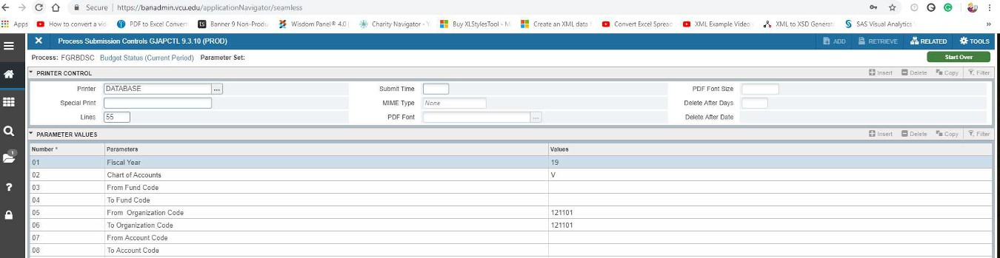 Secure | https://banadmin.vcu.edu/applicationNavigator/seamless
Apps How to convert a vid PDF to Excel Convert Banner 9 Non-Produ Wisdom Panel® 4.0 | Charity Navigator - Y Buy XLStylesTool - M Create an XML data f Convert Excel Spread XML Example Video XML to XSD Generato SAS Visual Analytics »
Process Submission Controls GJAPCTL 9.3.10 (PROD) ADD RETRIEVE RELATED TOOLS
Process: FGRBDSC Budget Status (Current Period) Parameter Set: Start Over
PRINTER CONTROL Insert Delete Copy Filter
Printer DATABASE ... Submit Time PDF Font Size
Special Print MIME Type None Delete After Days
Lines 55 PDF Font ... Delete After Date
PARAMETER VALUES Insert Delete Copy Filter
Number * Parameters Values
01 Fiscal Year 19
02 Chart of Accounts V
03 From Fund Code
04 To Fund Code
05 From Organization Code 121101
06 To Organization Code 121101
07 From Account Code
08 To Account Code
1
?